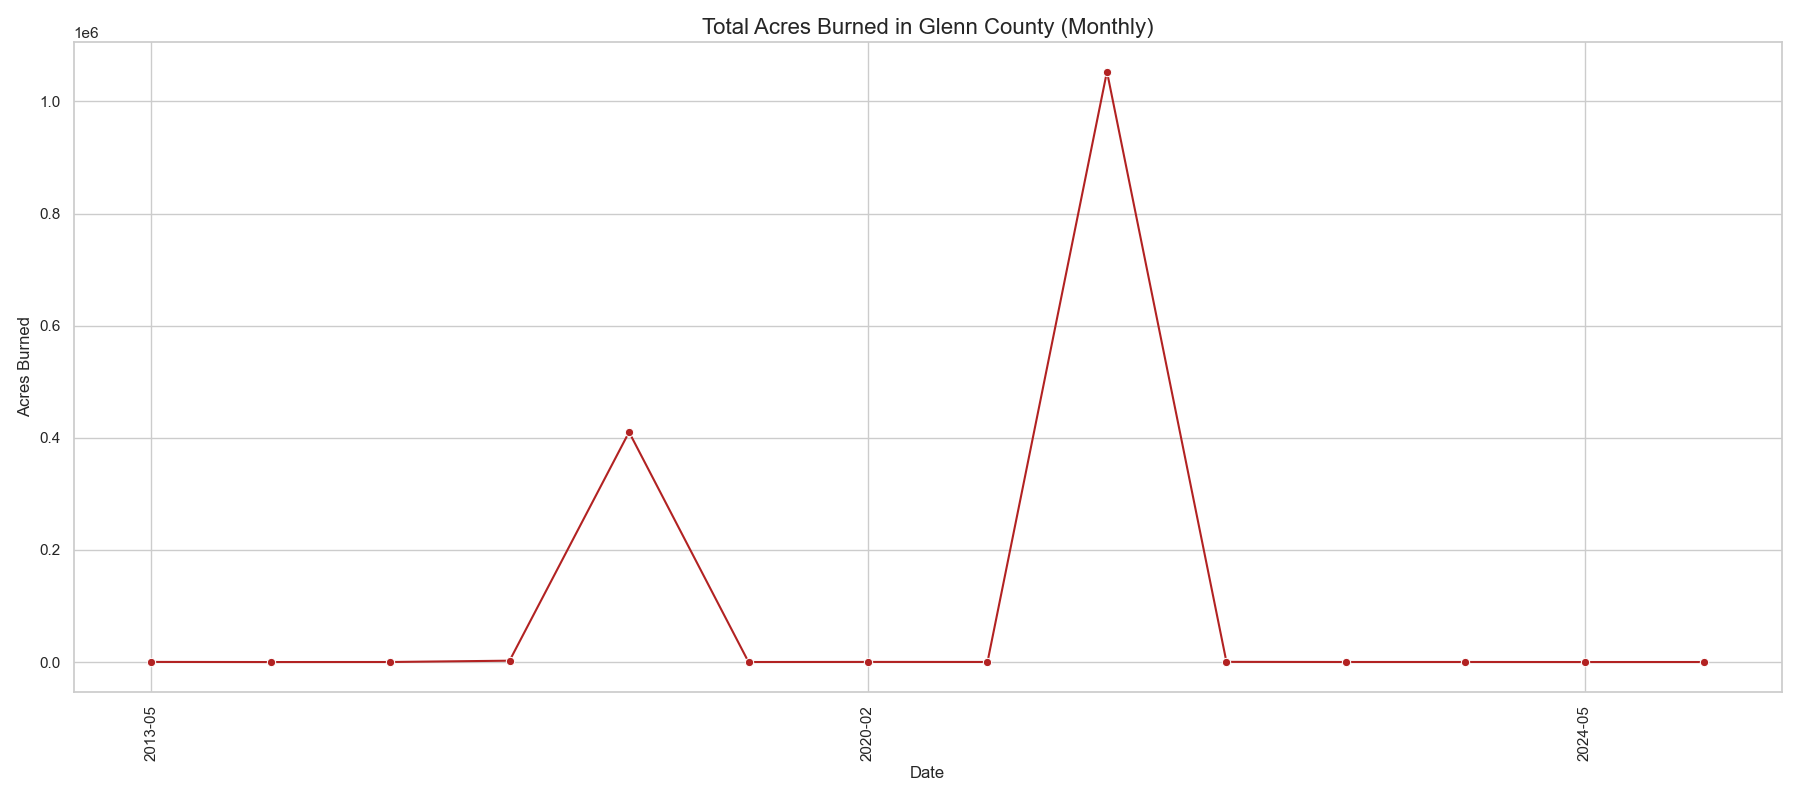 Total Acres Burned in Glenn County (Monthly)
1e6
1.0
0.8
0.6
0.4
0.2
0.0
Acres Burned
2013-05
2020-02
2024-05
Date